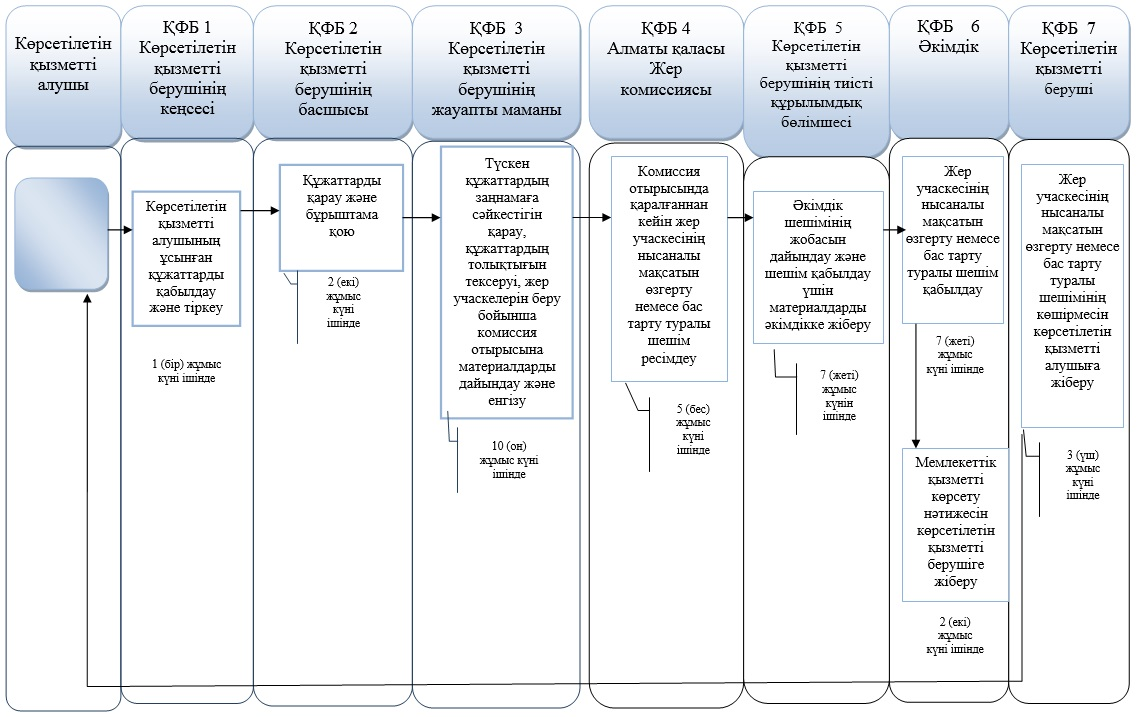 Көрсетілетін
қызметті
алушы
ҚФБ 1
Көрсетілетін
қызметті
берушінің
кеңсесі
ҚФБ 2
Көрсетілетін
қызметті
берушінің
басшысы
ҚФБ 3
Көрсетілетін
қызметті
берушінің
жауапты маманы
ҚФБ 4
Алматы қаласы
Жер
комиссиясы
ҚФБ 5
Көрсетілетін
қызметті
берушінің тиісті
құрылымдық
бөлімшесі
ҚФБ 6
Әкімдік
ҚФБ 7
Көрсетілетін
қызметті
беруші
Көрсетілетін
қызметті
алушының
ұсынған
құжаттарды
қабылдау
және тіркеу
1 (бір) жұмыс
күні ішінде
Құжаттарды
қарау және
бұрыштама
қою
2 (екі)
жұмыс
күні
ішінде
Түскен
құжаттардың
заңнамаға
сәйкестігін
қарау,
құжаттардың
толықтығын
тексеруі, жер
учаскелерін беру
бойынша
комиссия
отырысына
материалдарды
дайындау және
енгізу
10 (он)
жұмыс күні
ішінде
Комиссия
отырысында
қаралғаннан
кейін жер
учаскесінің
нысаналы
мақсатын
өзгерту
немесе бас
тарту туралы
шешім
ресімдеу
5 (бес)
жұмыс
күні
ішінде
Әкімдік
шешімінің
жобасын
дайындау және
шешім қабылдау
үшін
материалдарды
әкімдікке жіберу
7 (жеті)
жұмыс
күнін
ішінде
Жер
учаскесінің
нысаналы
мақсатын
өзгерту немесе
бас тарту
туралы шешім
қабылдау
7 (жеті)
жұмыс
күні ішінде
Мемлекеттік
қызметті
көрсету
нәтижесін
көрсетілетін
қызметті
берушіге
жіберу
2 (екі)
жұмыс
күні ішінде
Жер
учаскесінің
нысаналы
мақсатын
өзгерту немесе
бас тарту
туралы
шешімінің
көшірмесін
көрсетілетін
қызметті
алушыға
жіберу
3 (үш)
жұмыс
күні
ішінде